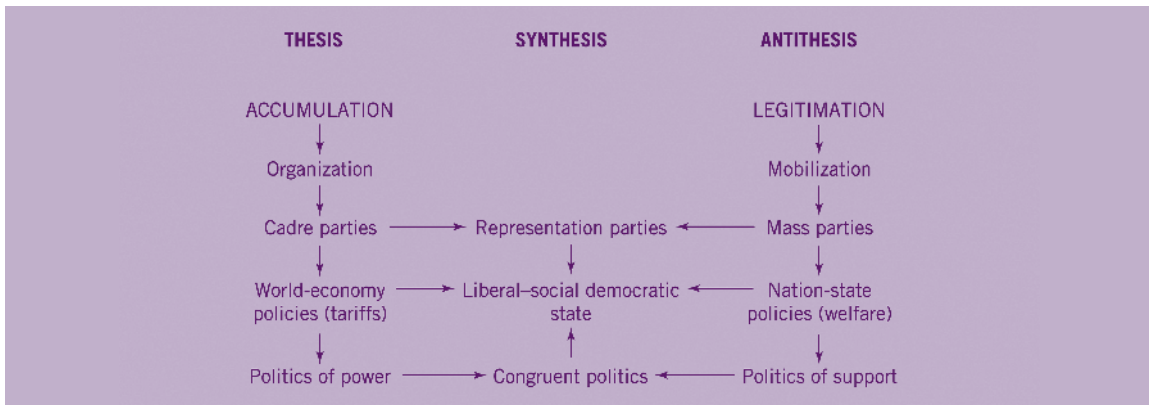 THESIS SYNTHESIS ANTITHESIS
ACCUMULATION LEGITIMATION
Organization Mobilization
Cadre parties Representation parties Mass parties
World-economy Liberal–social democratic Nation-state
policies (tariffs) state policies (welfare)
Politics of power Congruent politics Politics of support